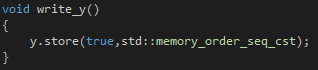 void write_y()
{
    y.store(true,std::memory_order_seq_cst);
}